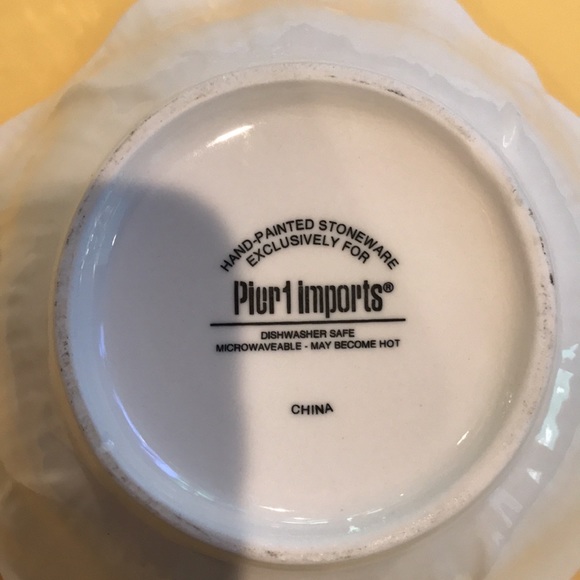 HAND-PAINTED STONEWARE
EXCLUSIVELY FOR
Pier1 imports®
DISHWASHER SAFE
MICROWAVEABLE - MAY BECOME HOT
CHINA